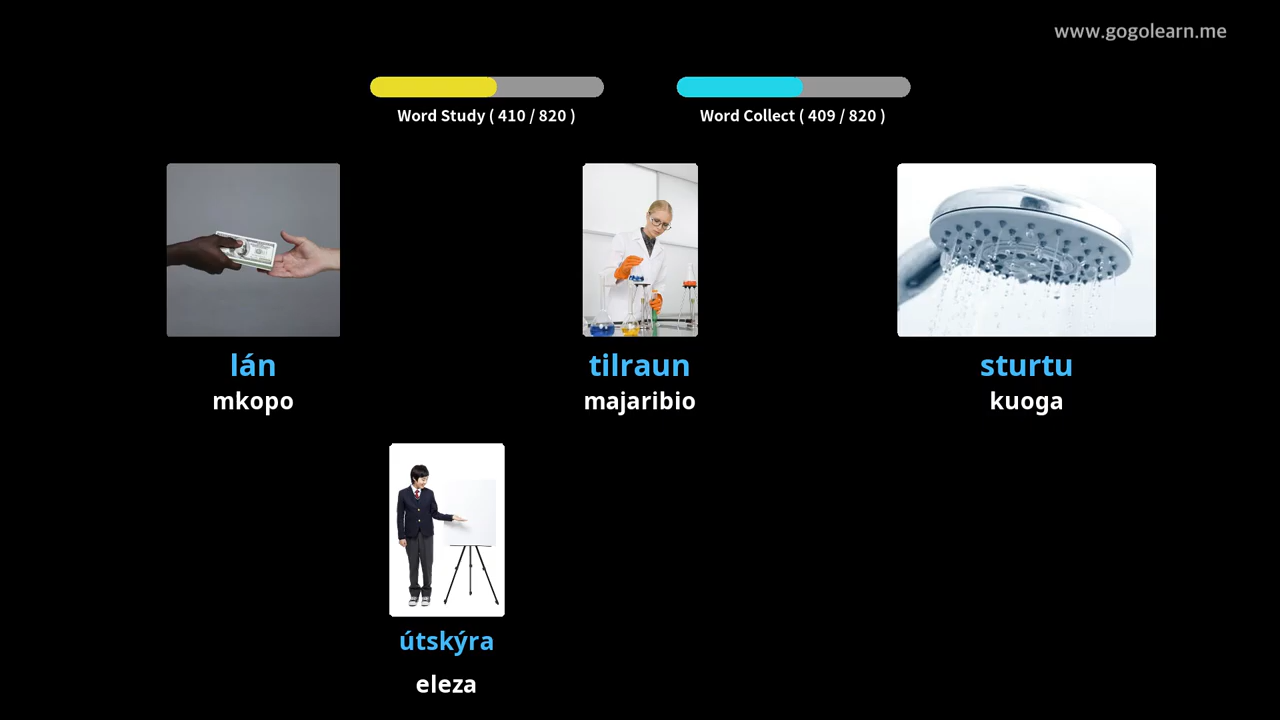 www.gogolearn.me
Word Study ( 410 / 820 )
Word Collect ( 409 / 820 )
lán
mkopo
tilraun
majaribio
sturtu
kuoga
útskýra
eleza